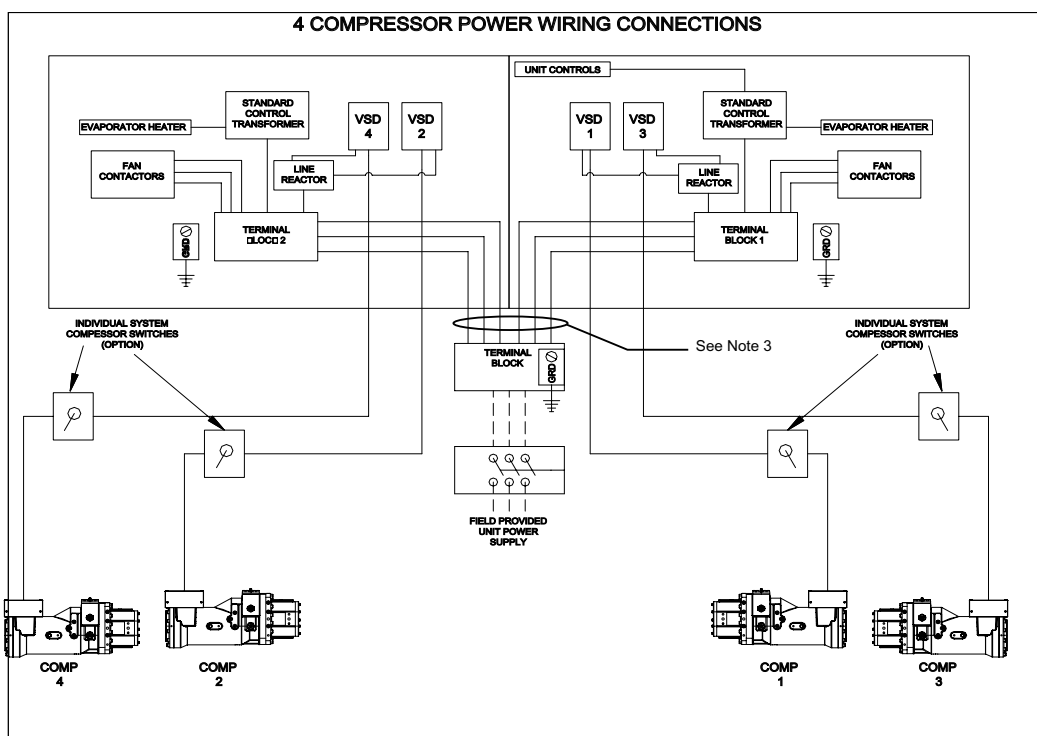 4 COMPRESSOR POWER WIRING CONNECTIONS
UNIT CONTROLS
STANDARD
CONTROL
TRANSFORMER
VSD
4
VSD
2
EVAPORATOR HEATER
FAN
CONTACTORS
LINE
REACTOR
TERMINAL
□LOC□ 2
GRD
VSD
1
VSD
3
STANDARD
CONTROL
TRANSFORMER
EVAPORATOR HEATER
LINE
REACTOR
FAN
CONTACTORS
TERMINAL
BLOCK 1
GRD
INDIVIDUAL SYSTEM
COMPESSOR SWITCHES
(OPTION)
TERMINAL
BLOCK
GRD
See Note 3
INDIVIDUAL SYSTEM
COMPESSOR SWITCHES
(OPTION)
FIELD PROVIDED
UNIT POWER
SUPPLY
COMP
4
COMP
2
COMP
1
COMP
3